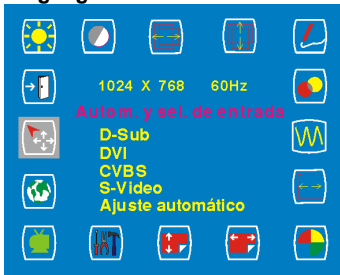 1024 X 768 60Hz
Autom. y sel. de entrada
D-Sub
DVI
CVBS
S-Video
Ajuste automático